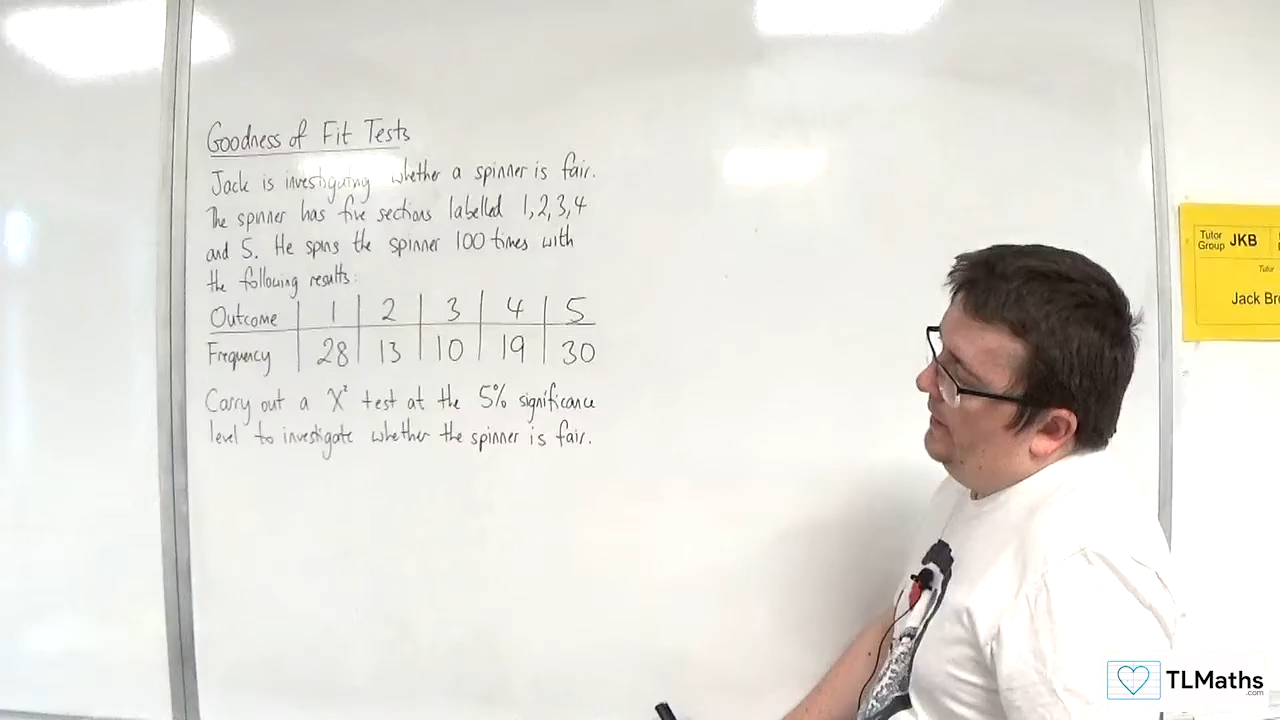 Goodness of Fit Tests
Jack is investigating whether a spinner is fair.
The spinner has five sections labelled 1,2,3,4
and 5. He spins the spinner 100 times with
the following results:
Outcome 1 2 3 4 5
Frequency 28 13 10 19 30
Carry out a χ² test at the 5% significance
level to investigate whether the spinner is fair.
Tutor Group JKB
Tutor
Jack
TLMaths
.com